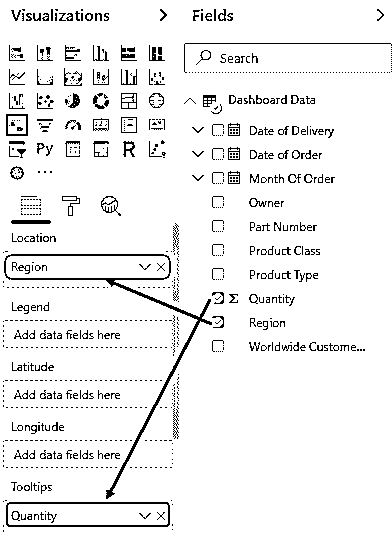 Visualizations
Py
R
Location
Region
Legend
Add data fields here
Latitude
Add data fields here
Longitude
Add data fields here
Tooltips
Quantity
Fields
Search
Dashboard Data
Date of Delivery
Date of Order
Month Of Order
Owner
Part Number
Product Class
Product Type
Σ Quantity
Region
Worldwide Custome...